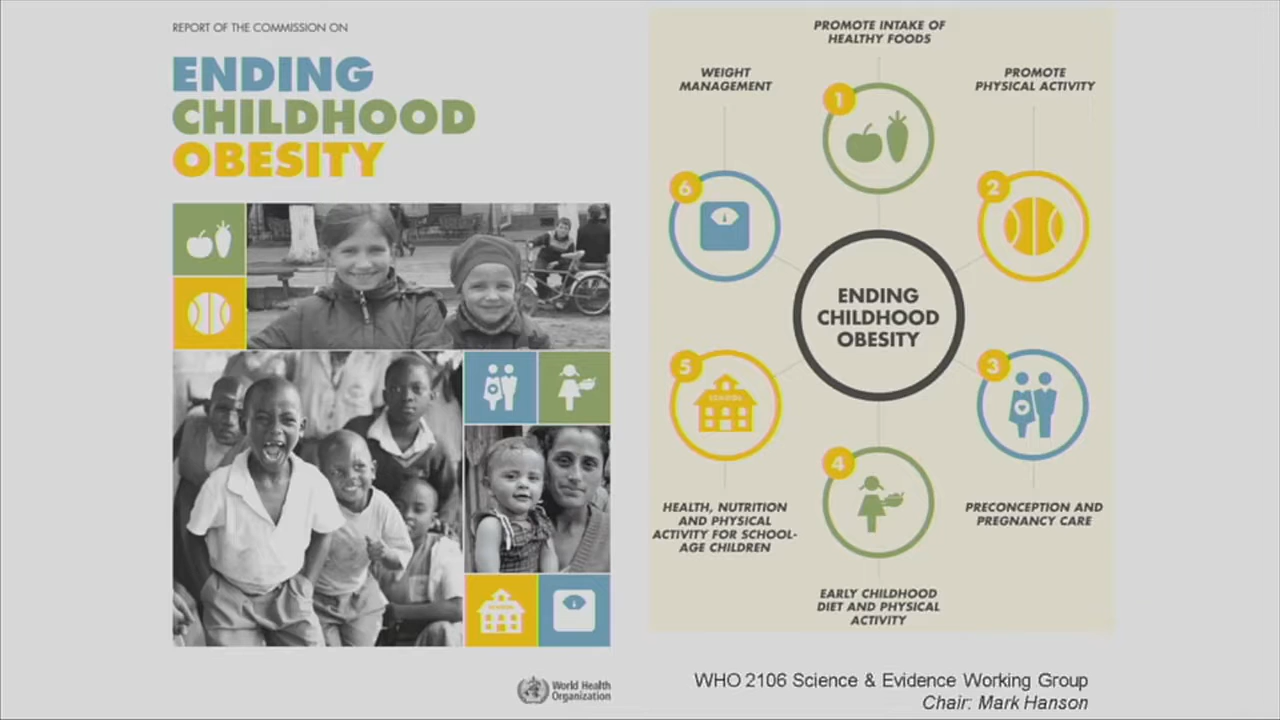 REPORT OF THE COMMISSION ON
ENDING
CHILDHOOD
OBESITY
World Health
Organization
PROMOTE INTAKE OF
HEALTHY FOODS
WEIGHT
MANAGEMENT
PROMOTE
PHYSICAL ACTIVITY
1
6
2
ENDING
CHILDHOOD
OBESITY
5
3
SCHOOL
4
HEALTH, NUTRITION
AND PHYSICAL
ACTIVITY FOR SCHOOL-
AGE CHILDREN
PRECONCEPTION AND
PREGNANCY CARE
EARLY CHILDHOOD
DIET AND PHYSICAL
ACTIVITY
WHO 2106 Science & Evidence Working Group
Chair: Mark Hanson